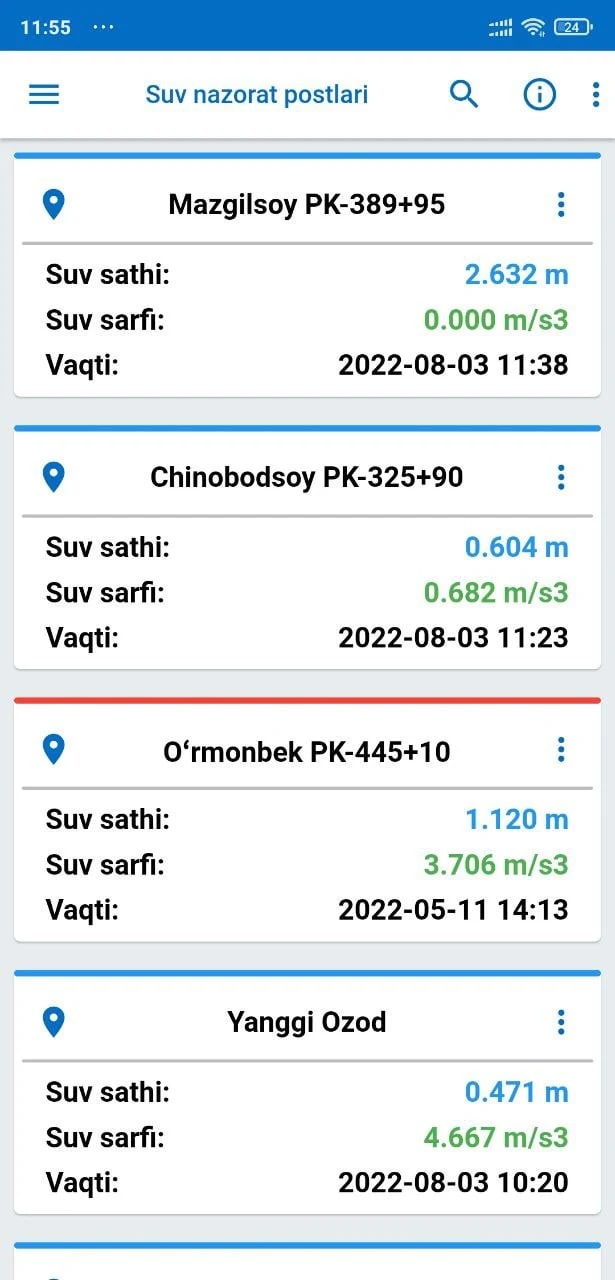 11:55 ... 24
Suv nazorat postlari
Mazgilsoy PK-389+95
Suv sathi: 2.632 m
Suv sarfi: 0.000 m/s3
Vaqti: 2022-08-03 11:38
Chinobodsoy PK-325+90
Suv sathi: 0.604 m
Suv sarfi: 0.682 m/s3
Vaqti: 2022-08-03 11:23
Oʻrmonbek PK-445+10
Suv sathi: 1.120 m
Suv sarfi: 3.706 m/s3
Vaqti: 2022-05-11 14:13
Yanggi Ozod
Suv sathi: 0.471 m
Suv sarfi: 4.667 m/s3
Vaqti: 2022-08-03 10:20